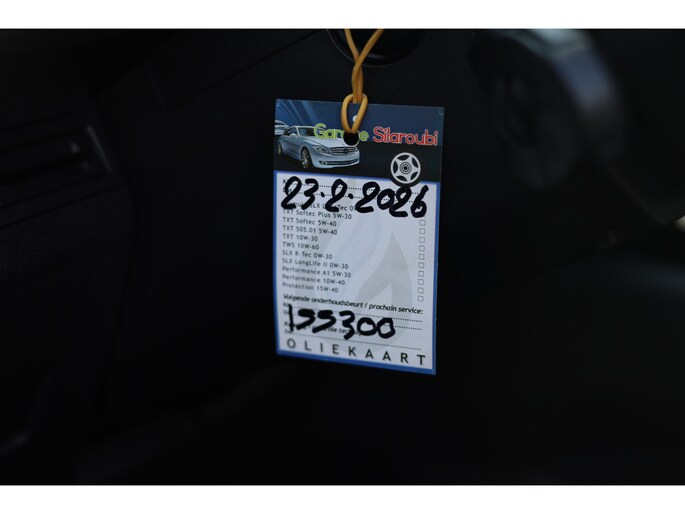 Garage Silaroubi
23-2-2026
TXT Softec Plus 5W-30
TXT Softec 5W-40
TXT 505.01 5W-40
TXT 10W-30
TWS 10W-60
SLX R-Tec 0W-30
SLX LongLife II 0W-30
Performance A1 5W-30
Performance 10W-40
Protection 15W-40
Volgende onderhoudsbeurt / prochain service:
155300
OLIEKAART